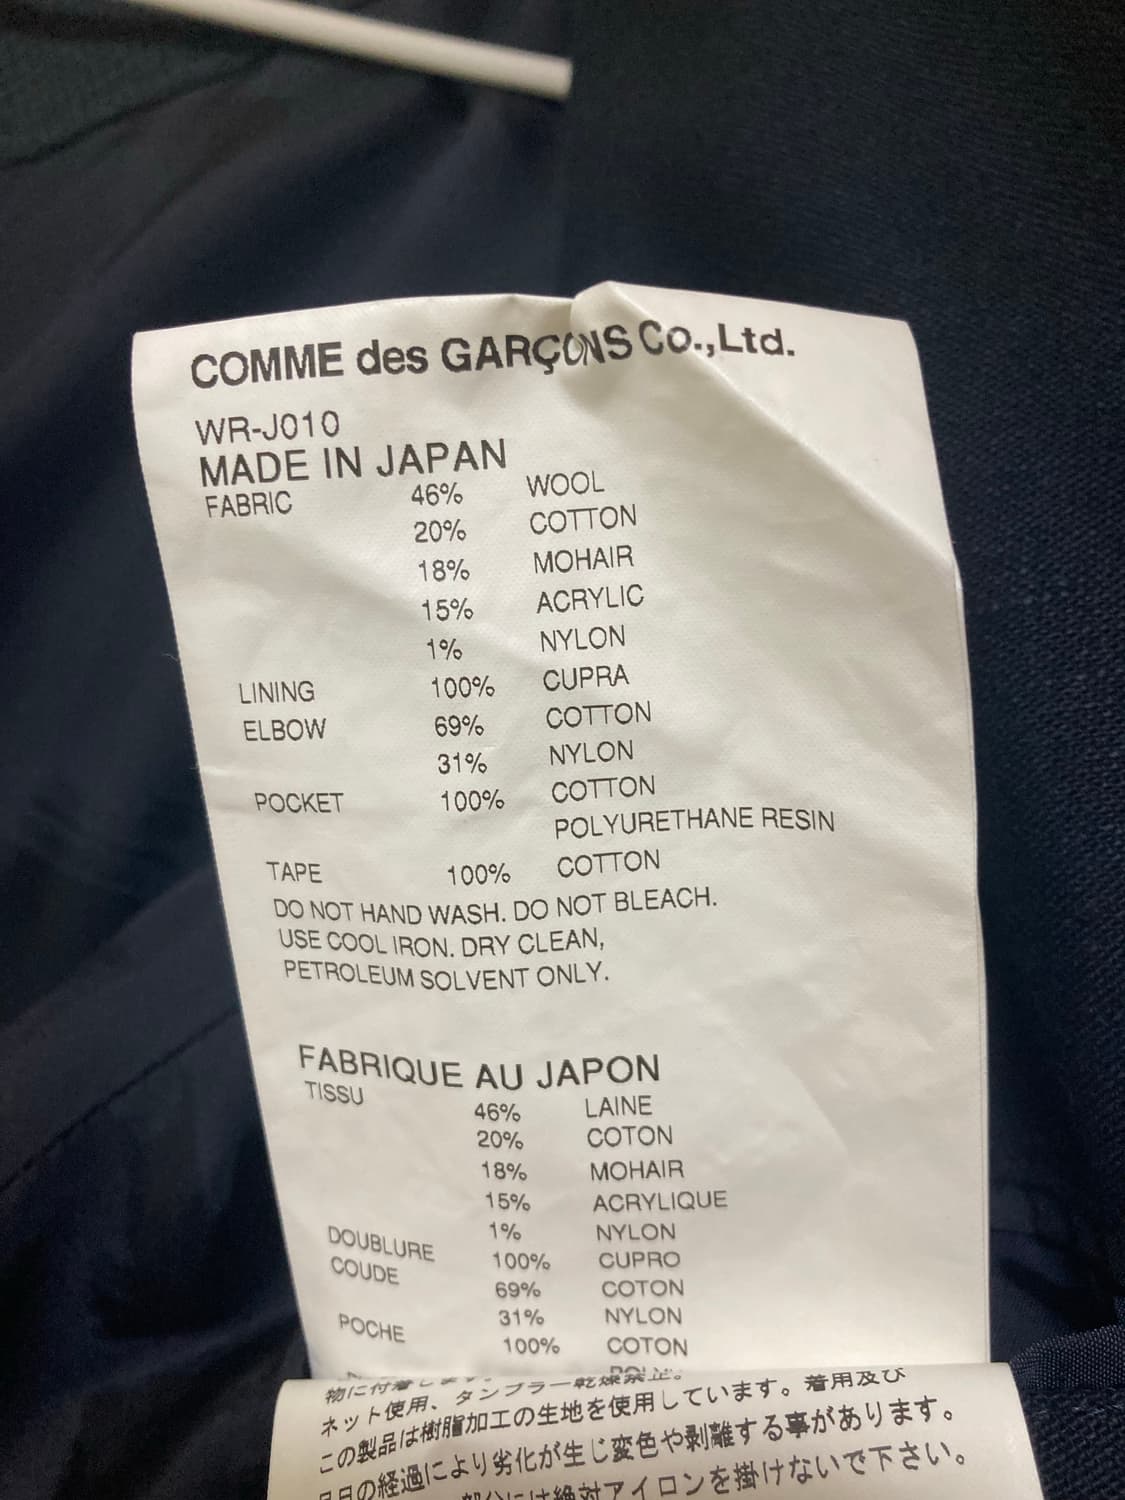 COMME des GARÇONS Co.,Ltd.
WR-J010
MADE IN JAPAN
FABRIC 46% WOOL
20% COTTON
18% MOHAIR
15% ACRYLIC
1% NYLON
LINING 100% CUPRA
ELBOW 69% COTTON
31% NYLON
POCKET 100% COTTON
POLYURETHANE RESIN
TAPE 100% COTTON
DO NOT HAND WASH. DO NOT BLEACH.
USE COOL IRON. DRY CLEAN,
PETROLEUM SOLVENT ONLY.
FABRIQUE AU JAPON
TISSU 46% LAINE
20% COTON
18% MOHAIR
15% ACRYLIQUE
1% NYLON
DOUBLURE 100% CUPRO
COUDE 69% COTON
31% NYLON
POCHE 100% COTON
物に付着します。
ネット使用、タンブラー乾燥禁止。
この製品は樹脂加工の生地を使用しています。着用及び
の経過により劣化が生じ変色や剥離する事があります。
部分には絶対アイロンを掛けないで下さい。